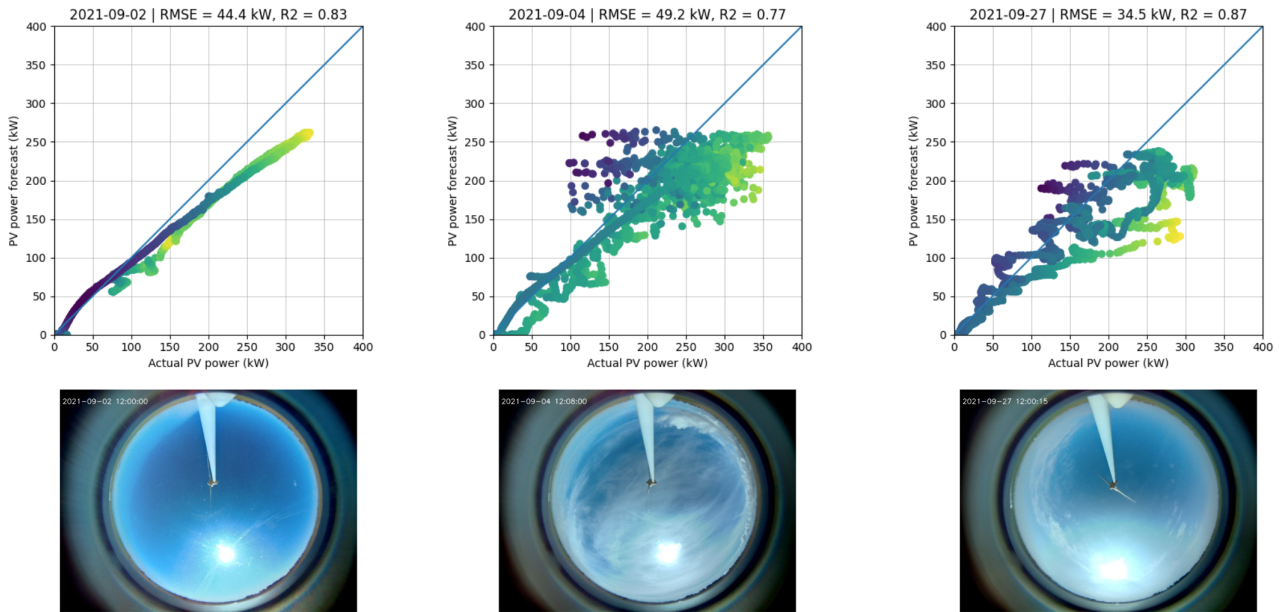 2021-09-02 | RMSE = 44.4 kW, R2 = 0.83
400
350
300
250
200
150
100
50
0
PV power forecast (kW)
0 50 100 150 200 250 300 350 400
Actual PV power (kW)
2021-09-04 | RMSE = 49.2 kW, R2 = 0.77
400
350
300
250
200
150
100
50
0
PV power forecast (kW)
0 50 100 150 200 250 300 350 400
Actual PV power (kW)
2021-09-27 | RMSE = 34.5 kW, R2 = 0.87
400
350
300
250
200
150
100
50
0
PV power forecast (kW)
0 50 100 150 200 250 300 350 400
Actual PV power (kW)
2021-09-02 12:00:00
2021-09-04 12:08:00
2021-09-27 12:00:15